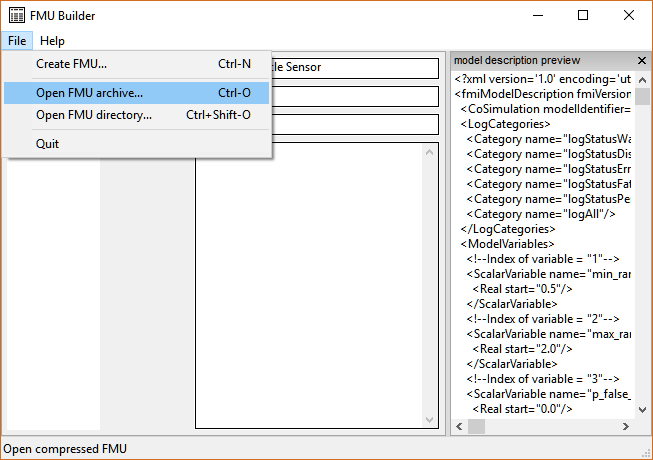 FMU Builder
File Help
Create FMU... Ctrl-N
Open FMU archive... Ctrl-O
Open FMU directory... Ctrl+Shift-O
Quit
Sensor
model description preview
<?xml version='1.0' encoding='ut
<fmiModelDescription fmiVersion
<CoSimulation modelIdentifier=
<LogCategories>
<Category name="logStatusWa
<Category name="logStatusDis
<Category name="logStatusErr
<Category name="logStatusFat
<Category name="logStatusPe
<Category name="logAll"/>
</LogCategories>
<ModelVariables>
<!--Index of variable = "1"-->
<ScalarVariable name="min_ra
<Real start="0.5"/>
</ScalarVariable>
<!--Index of variable = "2"-->
<ScalarVariable name="max_ra
<Real start="2.0"/>
</ScalarVariable>
<!--Index of variable = "3"-->
<ScalarVariable name="p_false_
<Real start="0.0"/>
Open compressed FMU